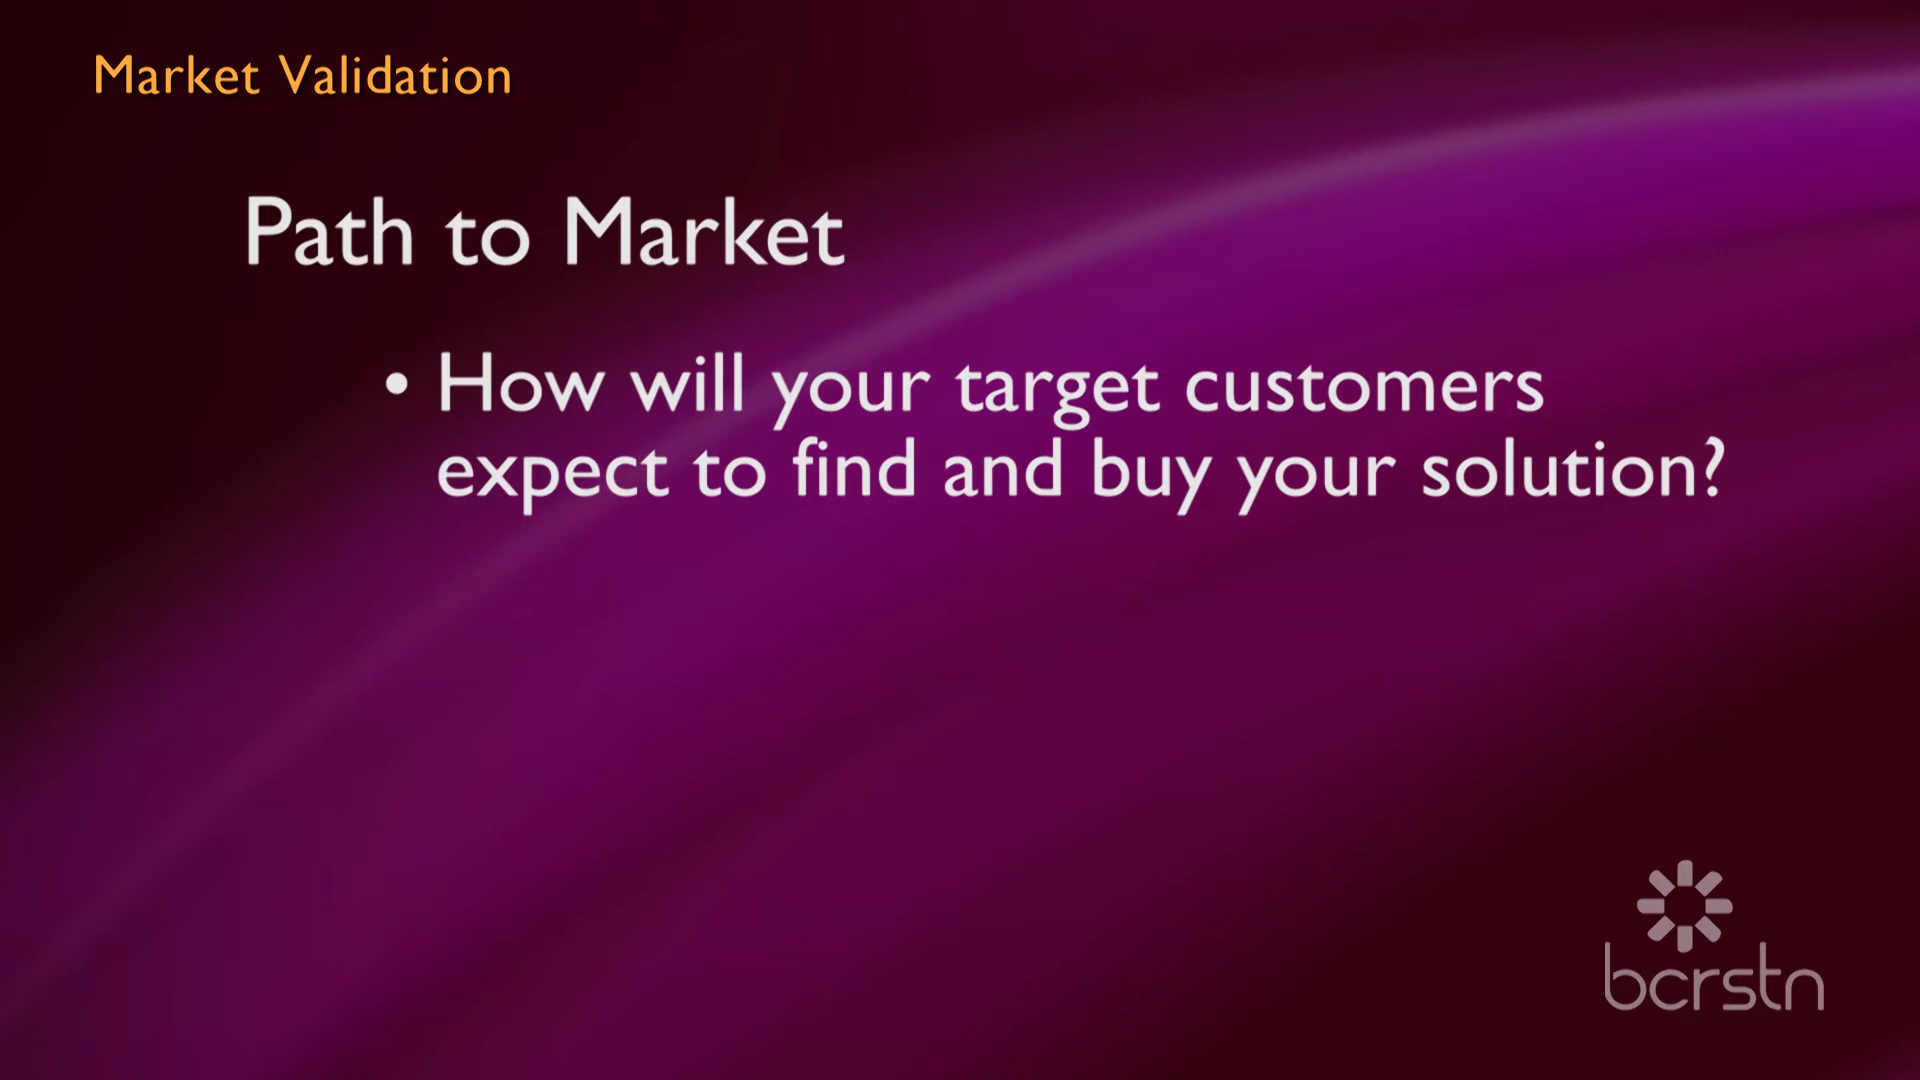 Market Validation
Path to Market
• How will your target customers
expect to find and buy your solution?
bcrstn